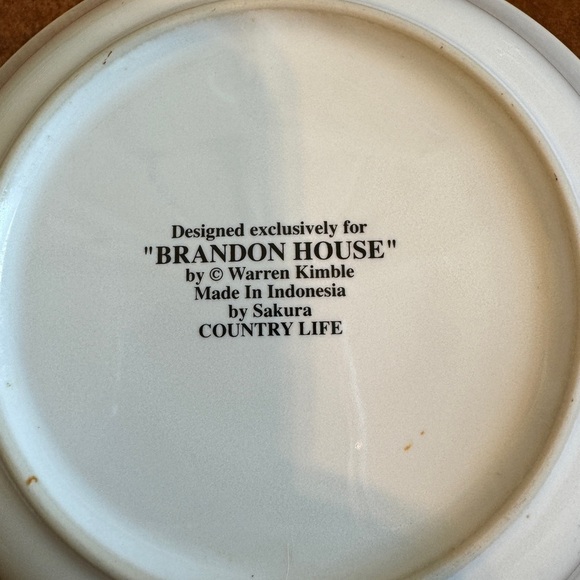 Designed exclusively for
"BRANDON HOUSE"
by © Warren Kimble
Made In Indonesia
by Sakura
COUNTRY LIFE